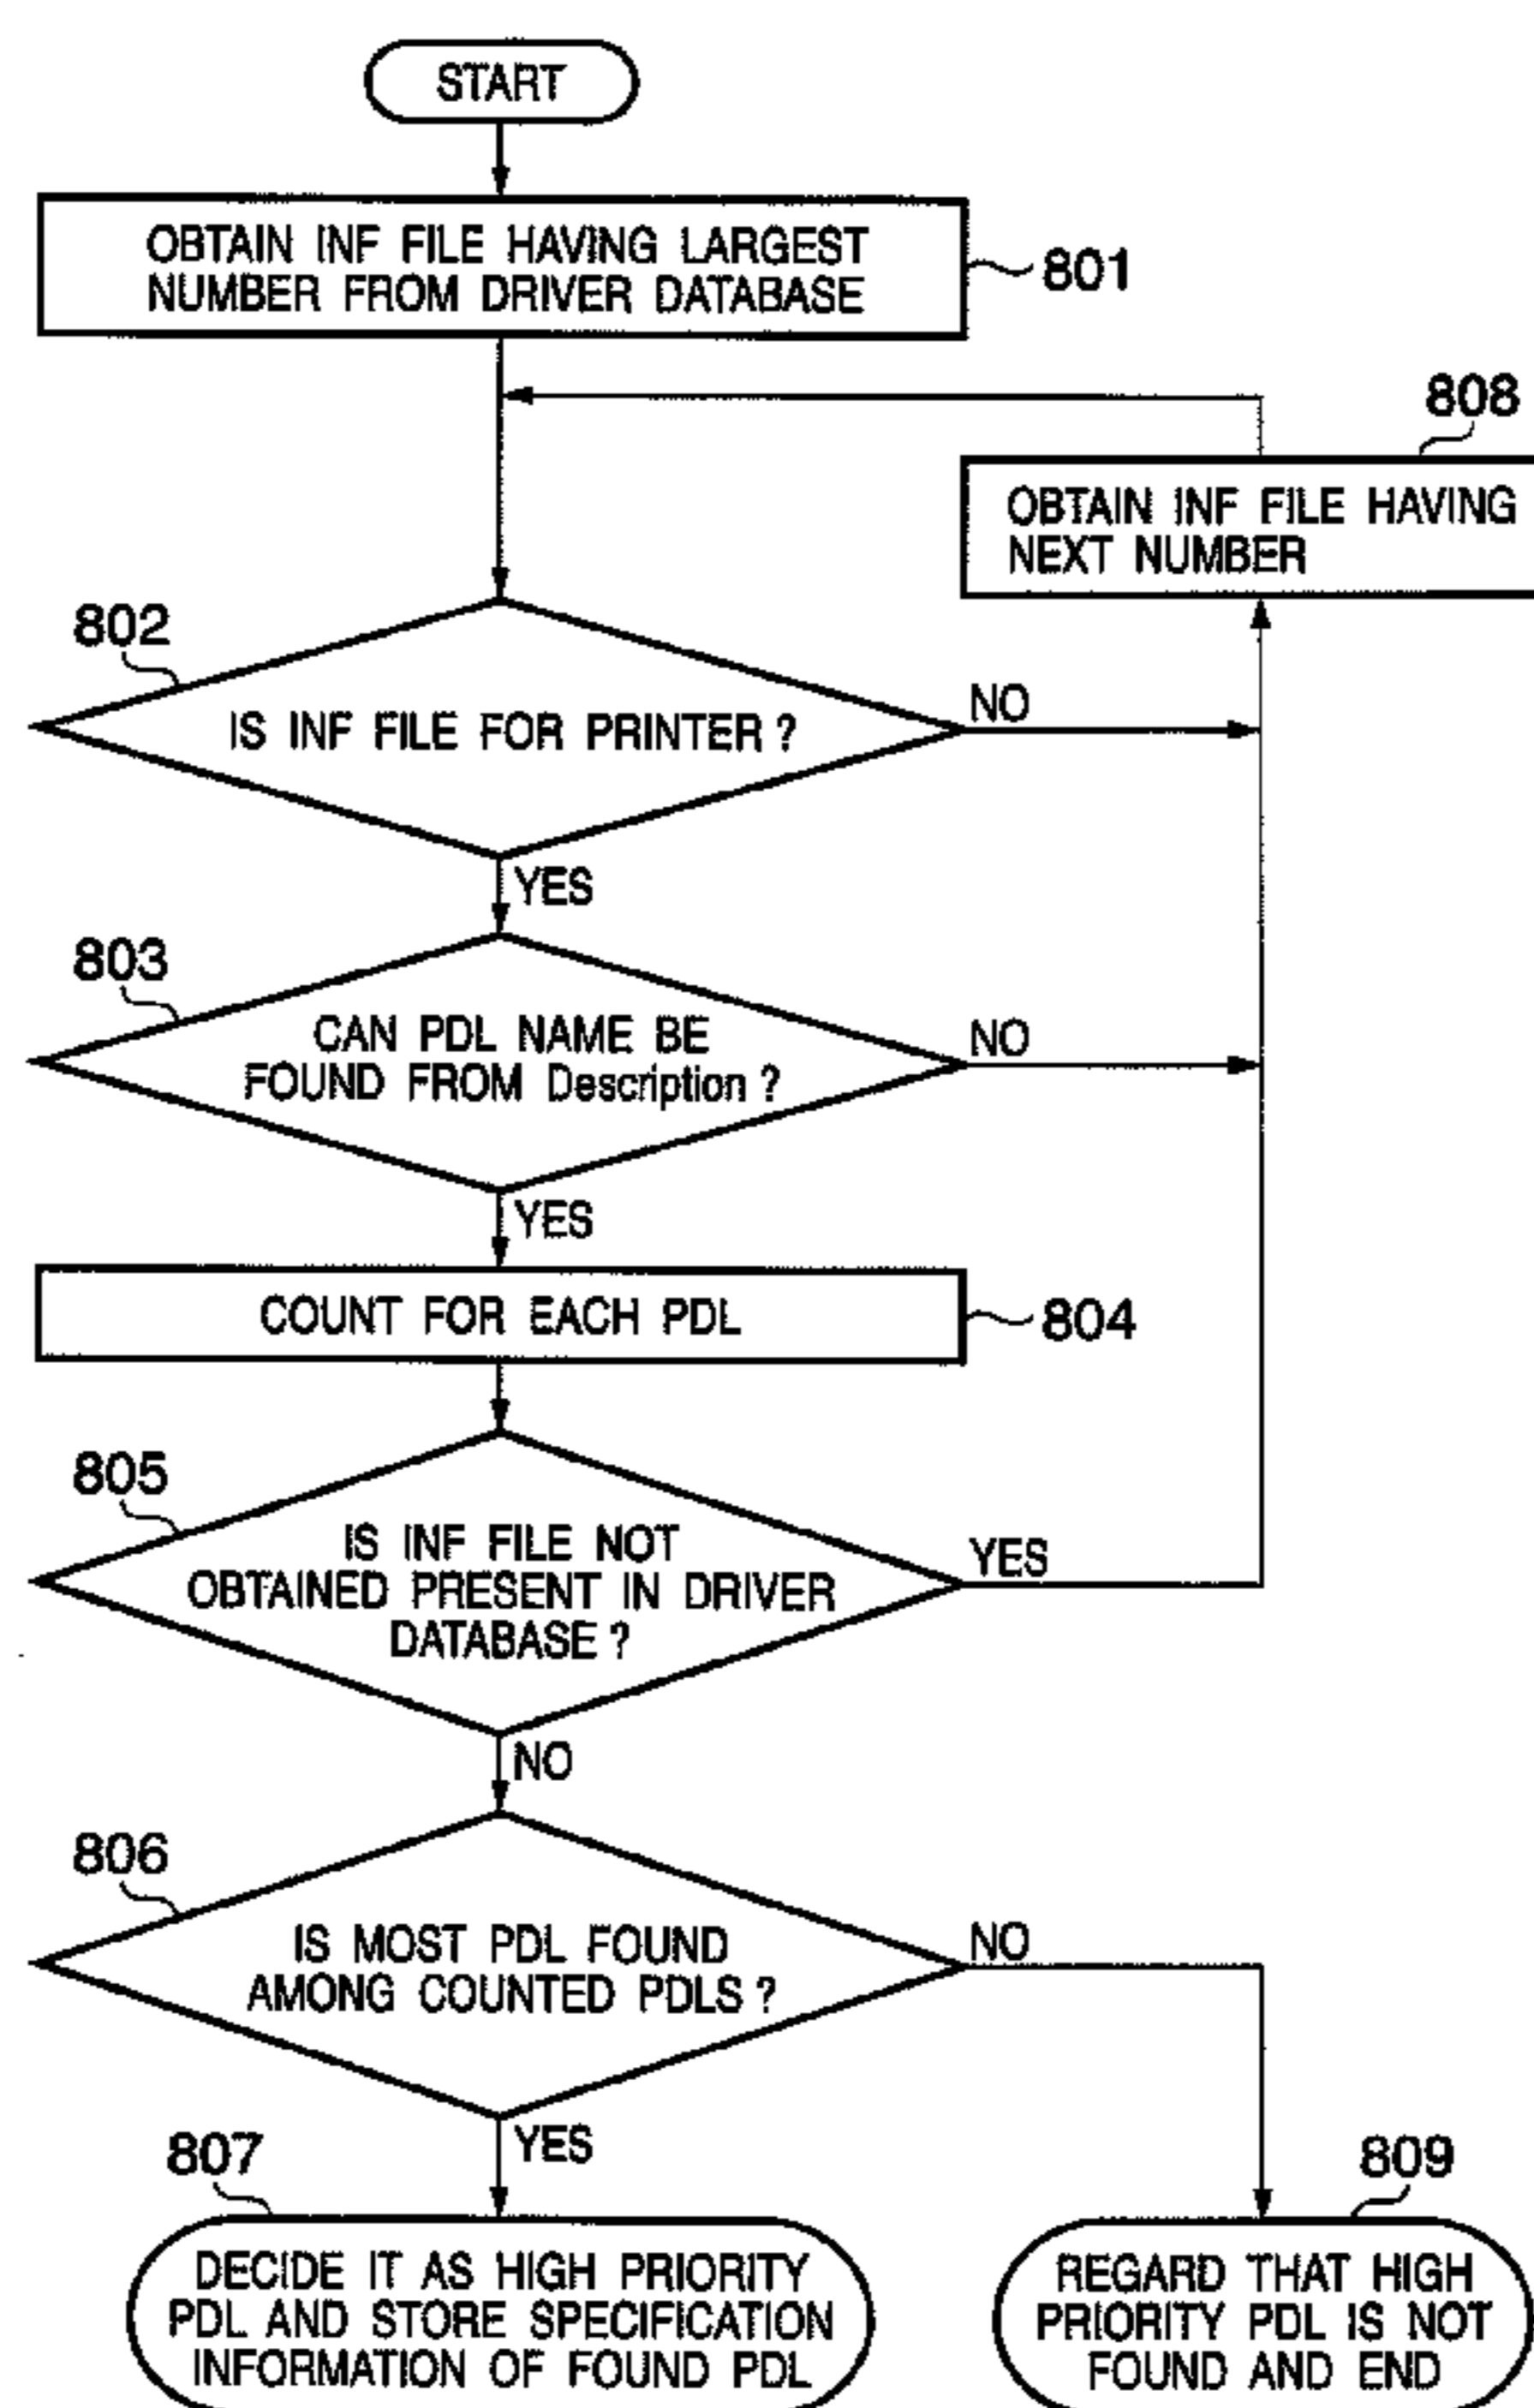 START
OBTAIN INF FILE HAVING LARGEST
NUMBER FROM DRIVER DATABASE
801
808
OBTAIN INF FILE HAVING
NEXT NUMBER
802
IS INF FILE FOR PRINTER ?
NO
YES
803
CAN PDL NAME BE
FOUND FROM Description ?
NO
YES
COUNT FOR EACH PDL
804
805
IS INF FILE NOT
OBTAINED PRESENT IN DRIVER
DATABASE ?
YES
NO
806
IS MOST PDL FOUND
AMONG COUNTED PDLS ?
NO
YES
807
DECIDE IT AS HIGH PRIORITY
PDL AND STORE SPECIFICATION
INFORMATION OF FOUND PDL
809
REGARD THAT HIGH
PRIORITY PDL IS NOT
FOUND AND END